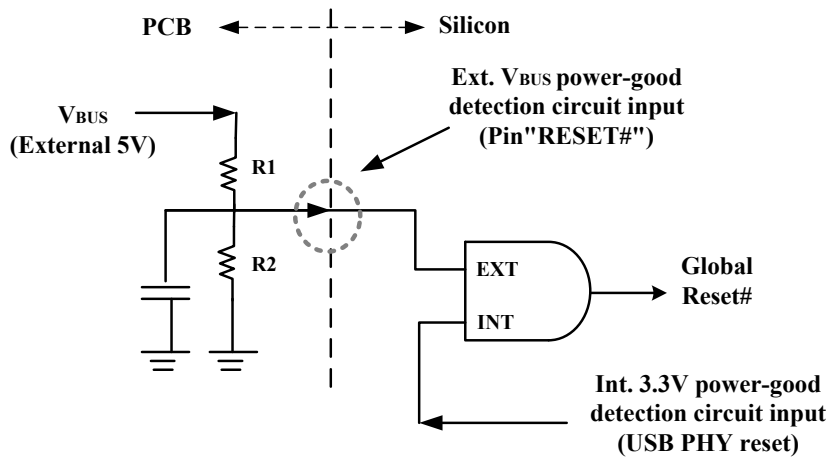 PCB
Silicon
Ext. VBUS power-good
detection circuit input
(Pin"RESET#")
VBUS
(External 5V)
R1
R2
EXT
INT
Global
Reset#
Int. 3.3V power-good
detection circuit input
(USB PHY reset)